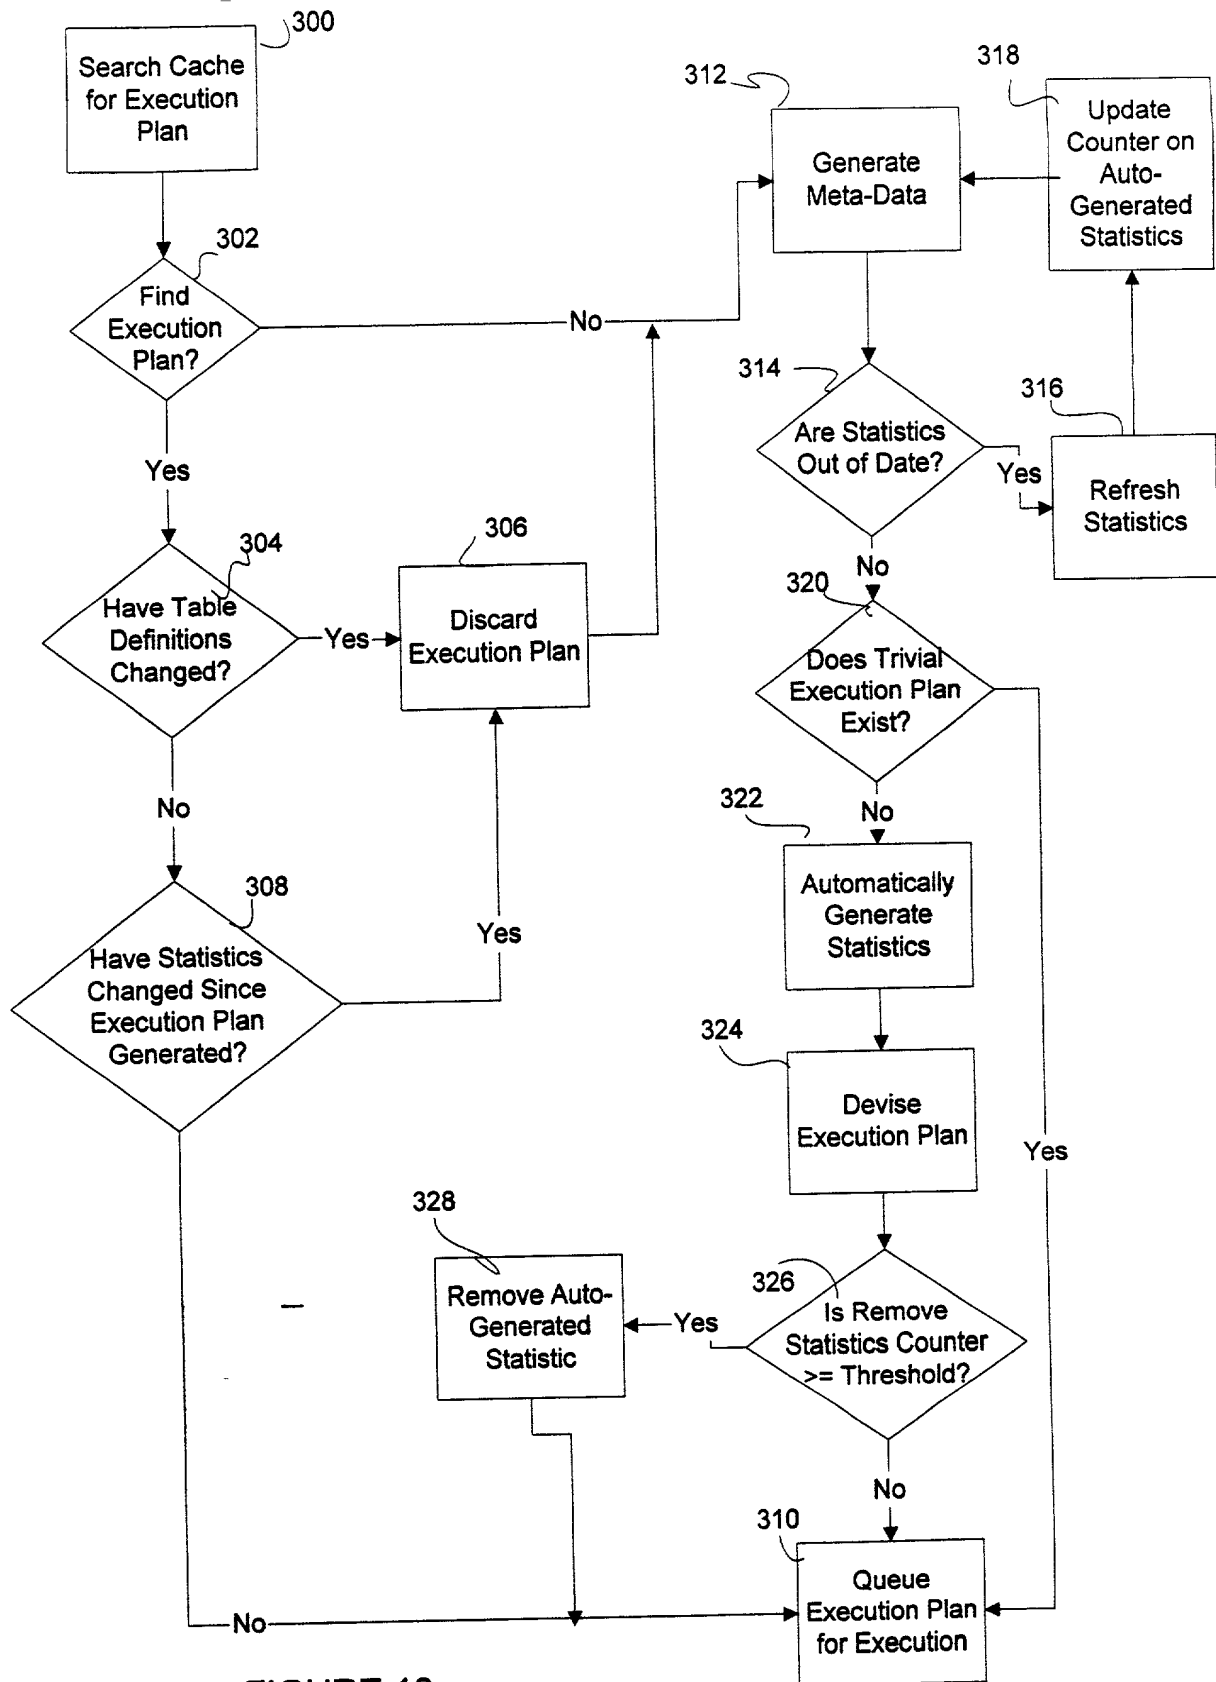 300
Search Cache
for Execution
Plan
302
Find
Execution
Plan?
No
Yes
304
Have Table
Definitions
Changed?
Yes
306
Discard
Execution Plan
No
308
Have Statistics
Changed Since
Execution Plan
Generated?
Yes
No
312
Generate
Meta-Data
318
Update
Counter on
Auto-
Generated
Statistics
314
Are Statistics
Out of Date?
Yes
316
Refresh
Statistics
No
320
Does Trivial
Execution Plan
Exist?
Yes
No
322
Automatically
Generate
Statistics
324
Devise
Execution Plan
326
Is Remove
Statistics Counter
>= Threshold?
Yes
328
Remove Auto-
Generated
Statistic
No
310
Queue
Execution Plan
for Execution